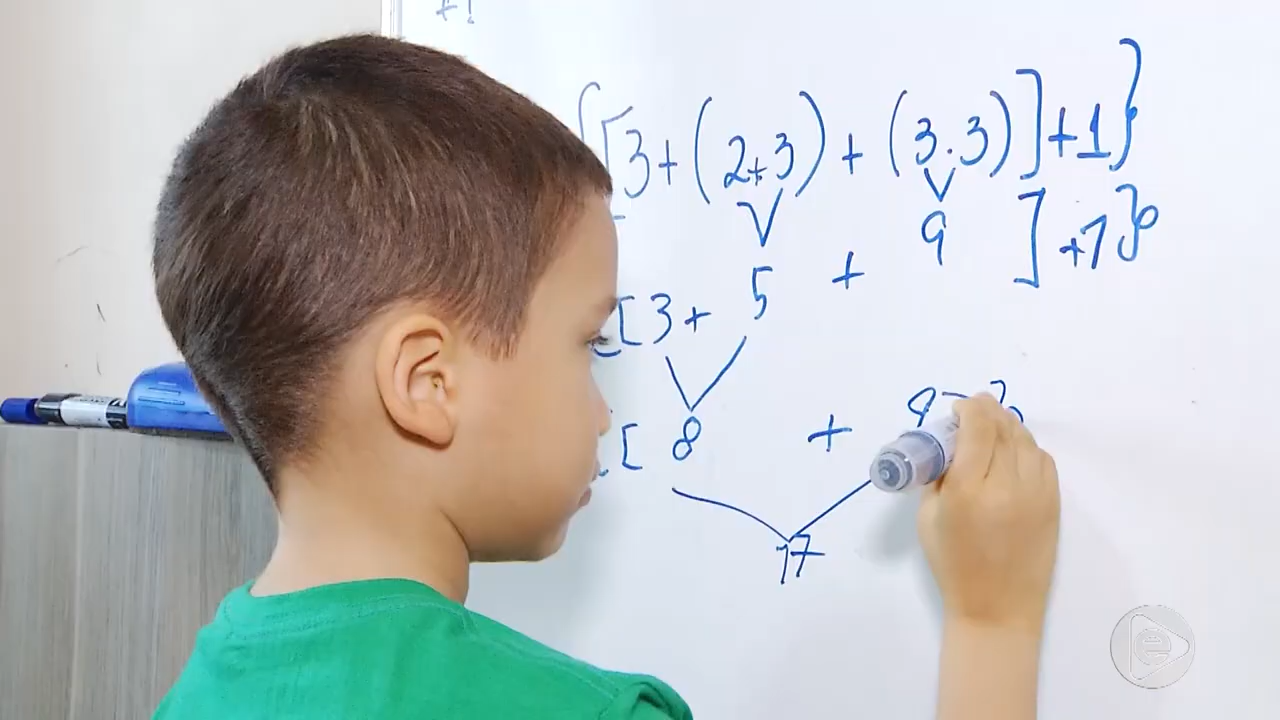 +!
{[3+(2+3)+(3.3)]+1}
[3+ 5 + 9 ]+1}
[ 8 + 9
17